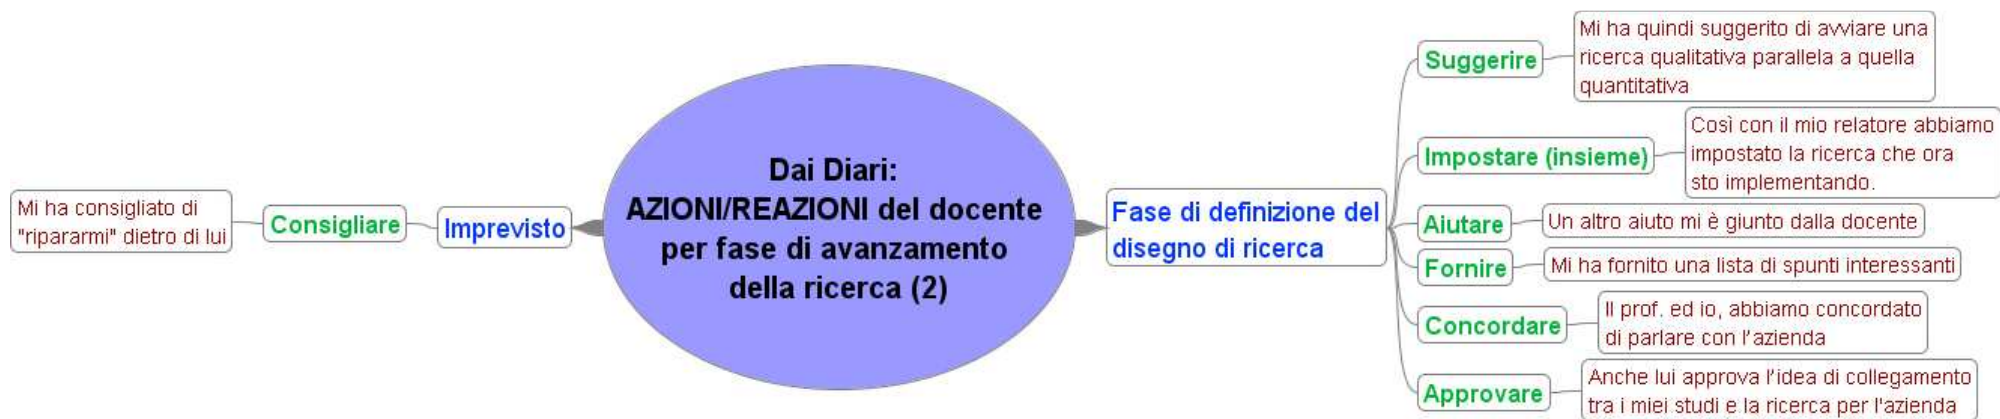 Dai Diari:
AZIONI/REAZIONI del docente
per fase di avanzamento
della ricerca (2)
Imprevisto
Consigliare
Mi ha consigliato di
"ripararmi" dietro di lui
Fase di definizione del
disegno di ricerca
Suggerire
Mi ha quindi suggerito di avviare una
ricerca qualitativa parallela a quella
quantitativa
Impostare (insieme)
Così con il mio relatore abbiamo
impostato la ricerca che ora
sto implementando.
Aiutare
Un altro aiuto mi è giunto dalla docente
Fornire
Mi ha fornito una lista di spunti interessanti
Concordare
Il prof. ed io, abbiamo concordato
di parlare con l'azienda
Approvare
Anche lui approva l'idea di collegamento
tra i miei studi e la ricerca per l'azienda